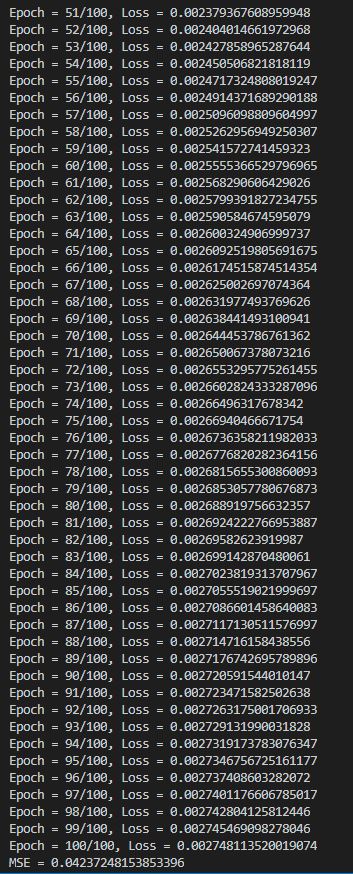 Epoch = 51/100, Loss = 0.002379367608959948
Epoch = 52/100, Loss = 0.002404014661972968
Epoch = 53/100, Loss = 0.002427858965287644
Epoch = 54/100, Loss = 0.002450506821818119
Epoch = 55/100, Loss = 0.0024717324808019247
Epoch = 56/100, Loss = 0.0024914371689290188
Epoch = 57/100, Loss = 0.0025096098809604997
Epoch = 58/100, Loss = 0.0025262956949250307
Epoch = 59/100, Loss = 0.002541572741459323
Epoch = 60/100, Loss = 0.0025555366529796965
Epoch = 61/100, Loss = 0.002568290606429026
Epoch = 62/100, Loss = 0.0025799391827234755
Epoch = 63/100, Loss = 0.002590584674595079
Epoch = 64/100, Loss = 0.002600324906999737
Epoch = 65/100, Loss = 0.0026092519805691675
Epoch = 66/100, Loss = 0.0026174515874514354
Epoch = 67/100, Loss = 0.002625002697074364
Epoch = 68/100, Loss = 0.002631977493769626
Epoch = 69/100, Loss = 0.002638441493100941
Epoch = 70/100, Loss = 0.002644453786761362
Epoch = 71/100, Loss = 0.002650067378073216
Epoch = 72/100, Loss = 0.0026553295775261455
Epoch = 73/100, Loss = 0.0026602824333287096
Epoch = 74/100, Loss = 0.00266496317678342
Epoch = 75/100, Loss = 0.00266940466671754
Epoch = 76/100, Loss = 0.0026736358211982033
Epoch = 77/100, Loss = 0.0026776820282364156
Epoch = 78/100, Loss = 0.0026815655300860093
Epoch = 79/100, Loss = 0.0026853057780676873
Epoch = 80/100, Loss = 0.002688919756632357
Epoch = 81/100, Loss = 0.0026924222766953887
Epoch = 82/100, Loss = 0.00269582623919987
Epoch = 83/100, Loss = 0.002699142870480061
Epoch = 84/100, Loss = 0.0027023819313707967
Epoch = 85/100, Loss = 0.0027055519021999697
Epoch = 86/100, Loss = 0.0027086601458640083
Epoch = 87/100, Loss = 0.0027117130511576997
Epoch = 88/100, Loss = 0.002714716158438556
Epoch = 89/100, Loss = 0.0027176742695789896
Epoch = 90/100, Loss = 0.002720591544010147
Epoch = 91/100, Loss = 0.002723471582502638
Epoch = 92/100, Loss = 0.0027263175001706933
Epoch = 93/100, Loss = 0.002729131990031828
Epoch = 94/100, Loss = 0.0027319173783076347
Epoch = 95/100, Loss = 0.0027346756725161177
Epoch = 96/100, Loss = 0.002737408603282072
Epoch = 97/100, Loss = 0.0027401176606785017
Epoch = 98/100, Loss = 0.002742804125812446
Epoch = 99/100, Loss = 0.002745469098278046
Epoch = 100/100, Loss = 0.0027481135200190​74
MSE = 0.04237248153853396